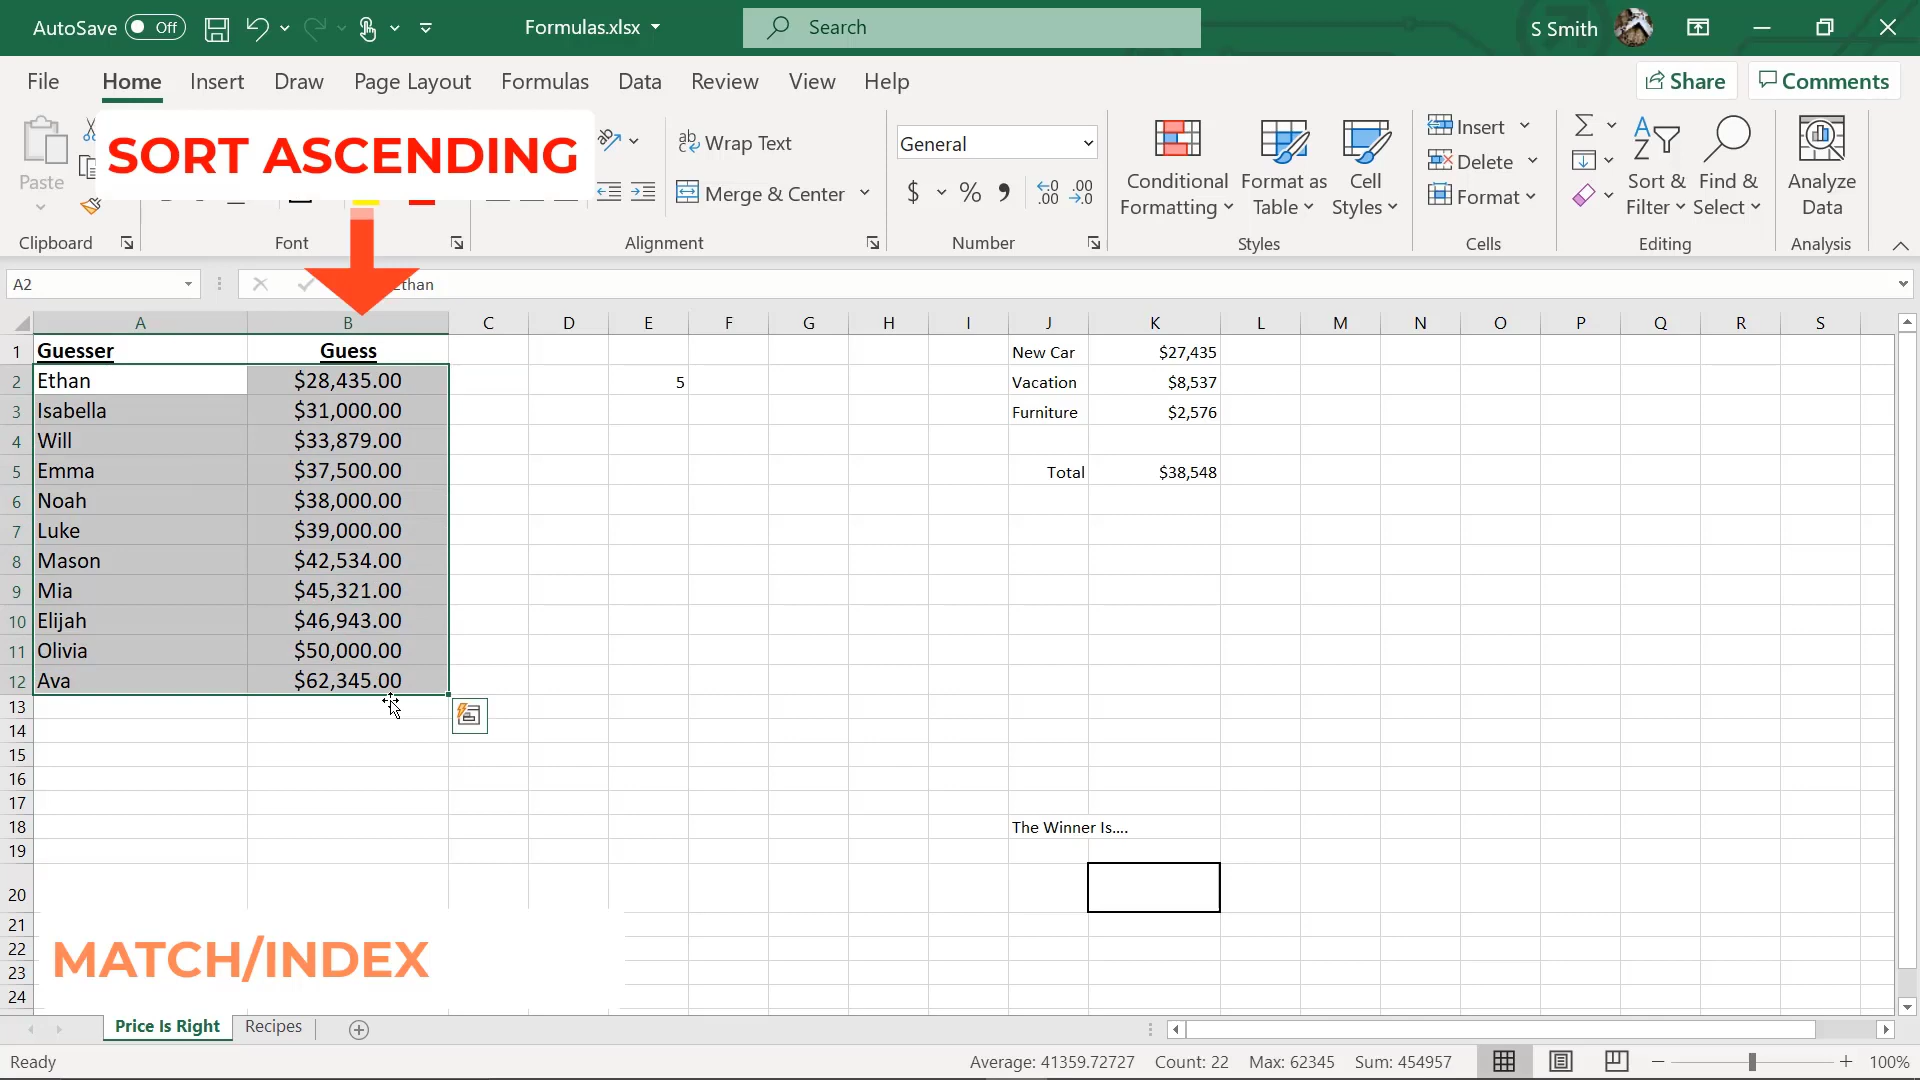 AutoSave Off Formulas.xlsx Search S Smith
File Home Insert Draw Page Layout Formulas Data Review View Help Share Comments
SORT ASCENDING
Paste
Clipboard Font
Wrap Text
Merge & Center
Alignment
General
$ % , .00 .00
Number
Conditional Formatting
Format as Table
Cell Styles
Styles
Insert
Delete
Format
Cells
Sort & Filter
Find & Select
Editing
Analyze Data
Analysis
A2 Ethan
A B C D E F G H I J K L M N O P Q R S
1 Guesser Guess New Car $27,435
2 Ethan $28,435.00 5 Vacation $8,537
3 Isabella $31,000.00 Furniture $2,576
4 Will $33,879.00
5 Emma $37,500.00 Total $38,548
6 Noah $38,000.00
7 Luke $39,000.00
8 Mason $42,534.00
9 Mia $45,321.00
10 Elijah $46,943.00
11 Olivia $50,000.00
12 Ava $62,345.00
13
14
15
16
17
18 The Winner Is....
19
20
21
22
23
24
MATCH/INDEX
Price Is Right Recipes
Ready Average: 41359.72727 Count: 22 Max: 62345 Sum: 454957 100%